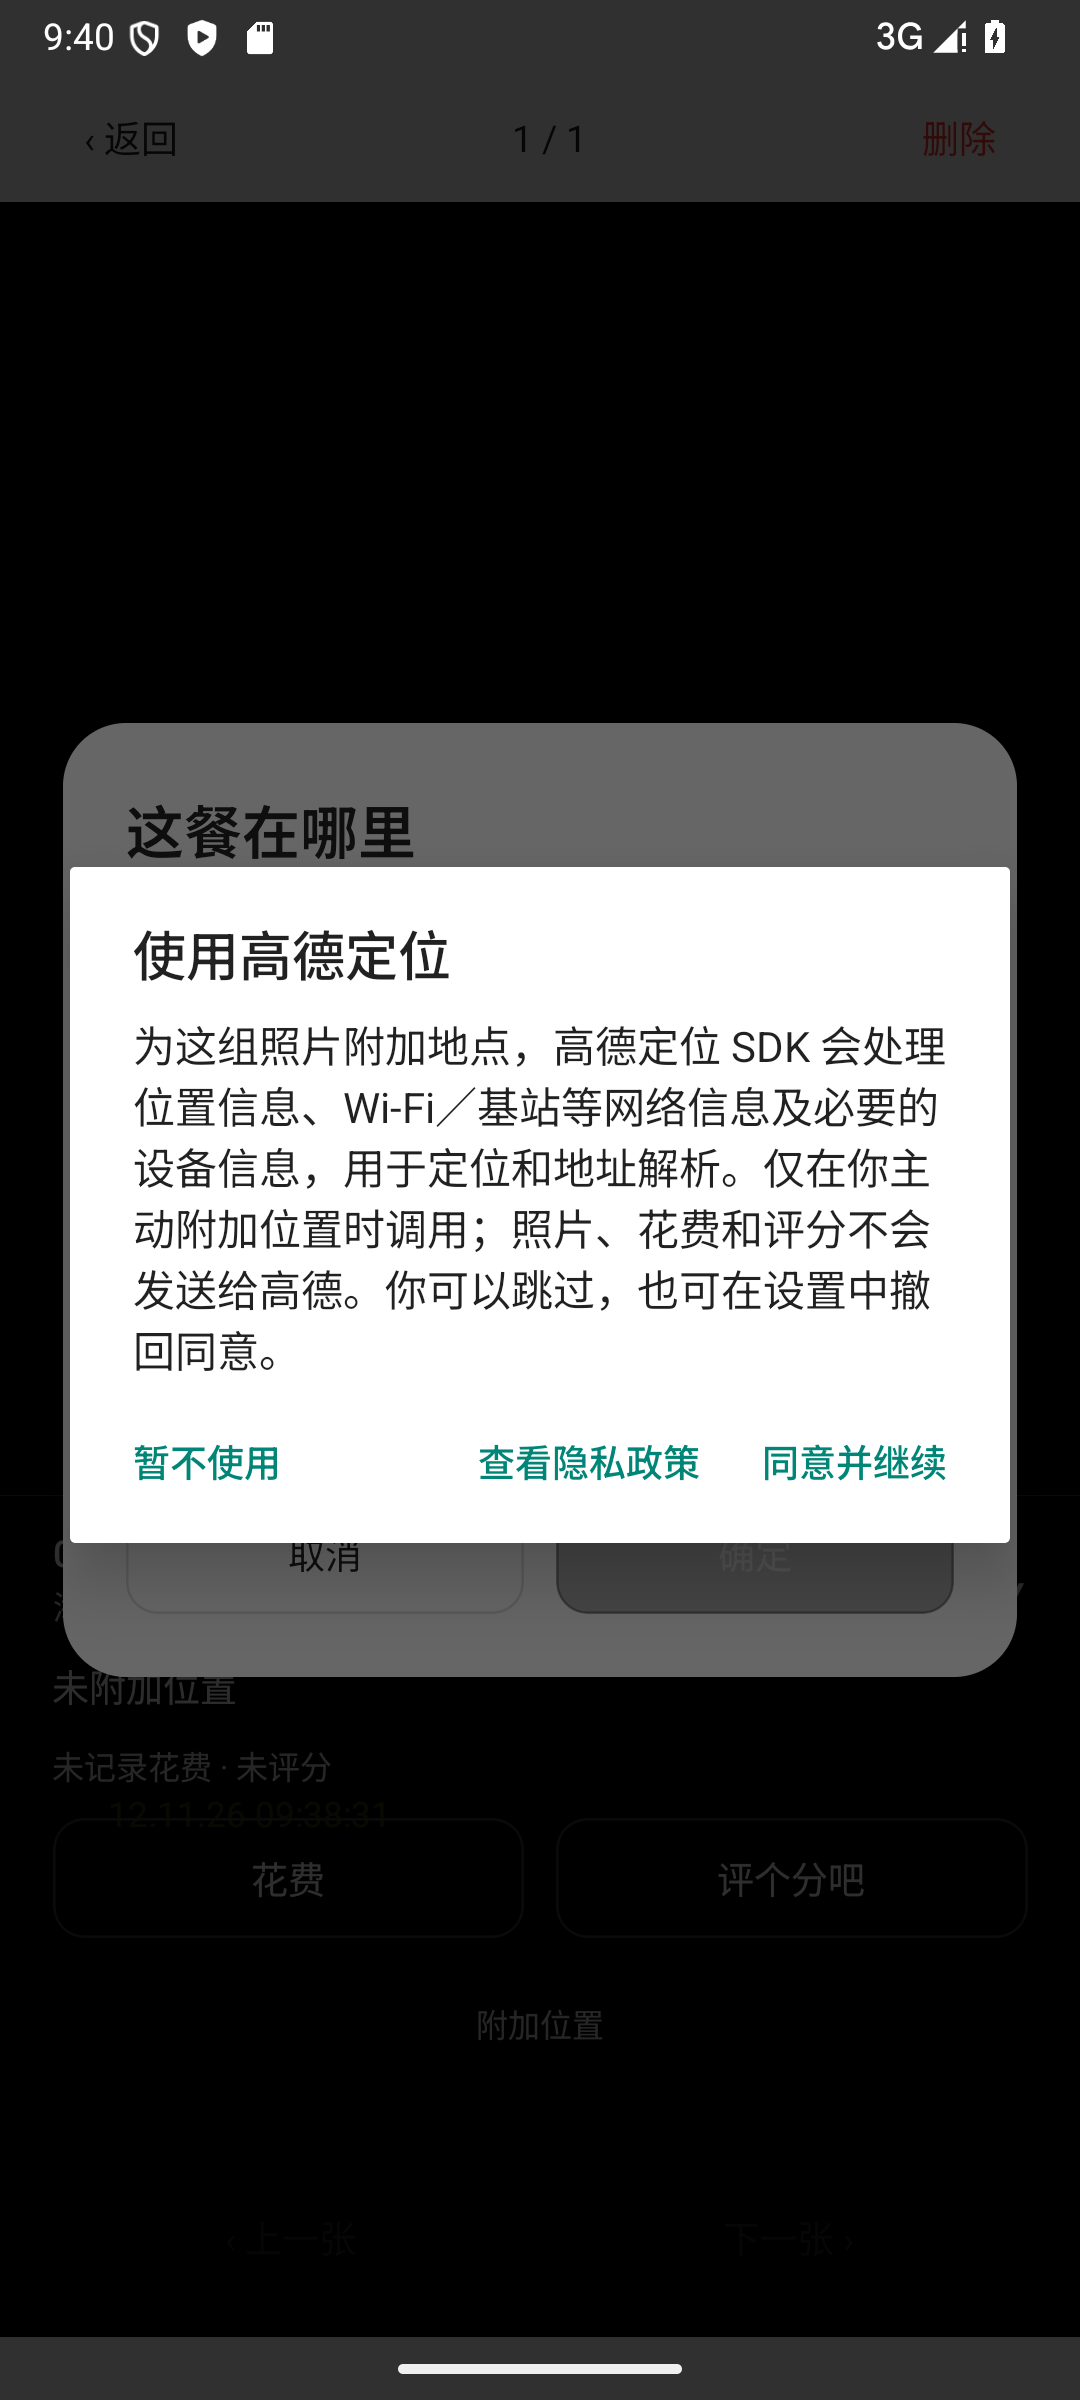 9:40
3G
‹ 返回
1 / 1
删除
这餐在哪里
使用高德定位
为这组照片附加地点，高德定位 SDK 会处理
位置信息、Wi-Fi／基站等网络信息及必要的
设备信息，用于定位和地址解析。仅在你主
动附加位置时调用；照片、花费和评分不会
发送给高德。你可以跳过，也可在设置中撤
回同意。
暂不使用
查看隐私政策
同意并继续
取消
确定
未附加位置
未记录花费 · 未评分
12.11.26 09:38:31
花费
评个分吧
附加位置
‹ 上一张
下一张 ›